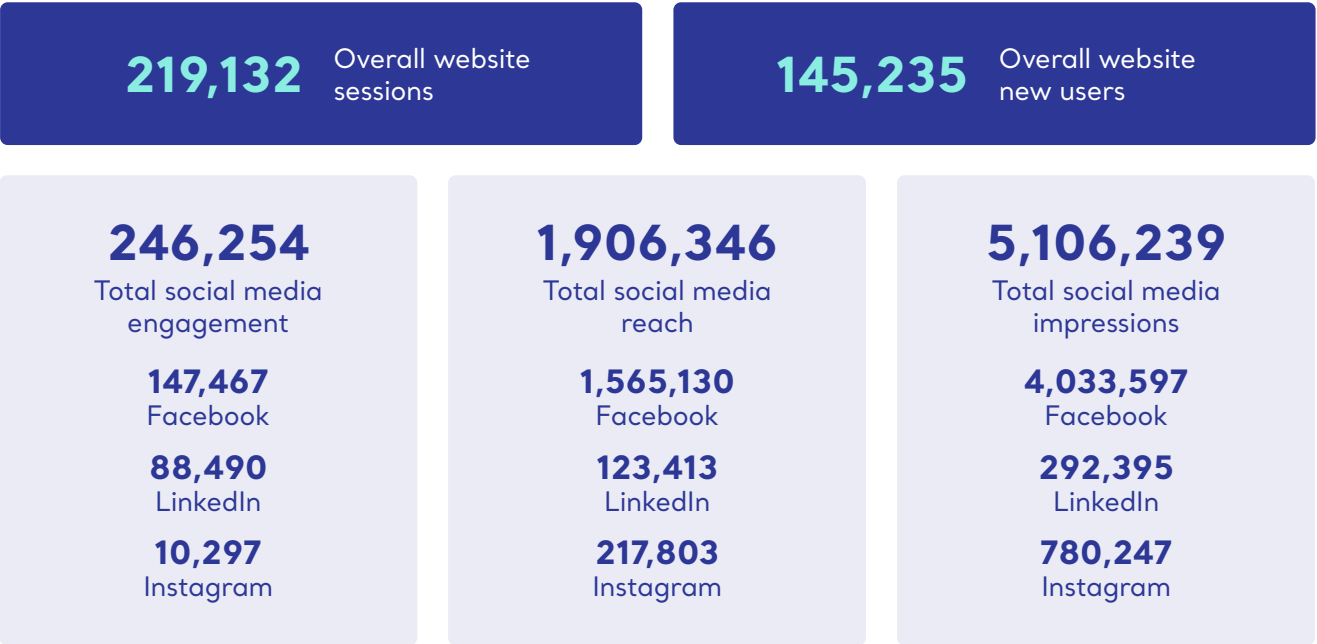 219,132
Overall website
sessions
145,235
Overall website
new users
246,254
Total social media
engagement
147,467
Facebook
88,490
LinkedIn
10,297
Instagram
1,906,346
Total social media
reach
1,565,130
Facebook
123,413
LinkedIn
217,803
Instagram
5,106,239
Total social media
impressions
4,033,597
Facebook
292,395
LinkedIn
780,247
Instagram